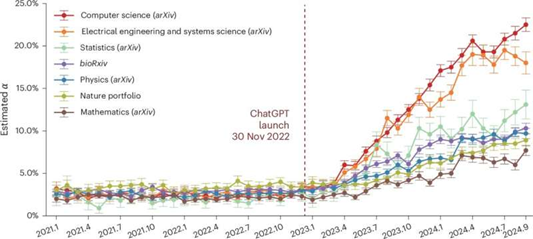 25.0%
20.0%
15.0%
10.0%
5.0%
0%
Estimated α
Computer science (arXiv)
Electrical engineering and systems science (arXiv)
Statistics (arXiv)
bioRxiv
Physics (arXiv)
Nature portfolio
Mathematics (arXiv)
ChatGPT
launch
30 Nov 2022
2021.1
2021.4
2021.7
2021.10
2022.1
2022.4
2022.7
2022.10
2023.1
2023.4
2023.7
2023.10
2024.1
2024.4
2024.7
2024.9